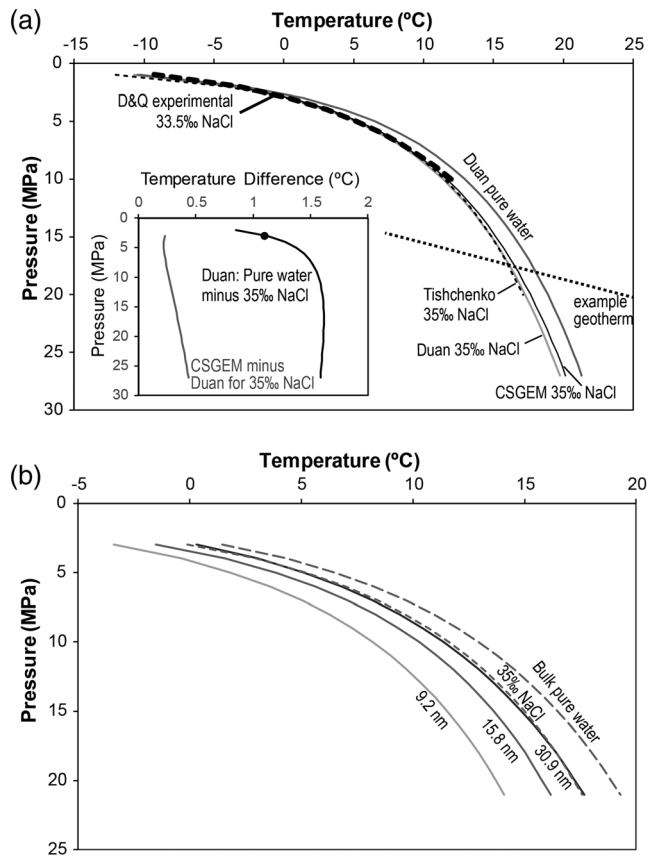 (a)
Temperature (ºC)
-15 -10 -5 0 5 10 15 20 25
Pressure (MPa)
0
5
10
15
20
25
30
D&Q experimental
33.5‰ NaCl
Duan pure water
Temperature Difference (ºC)
0 0.5 1 1.5 2
Pressure (MPa)
0
5
10
15
20
25
30
Duan: Pure water
minus 35‰ NaCl
CSGEM minus
Duan for 35‰ NaCl
Tishchenko
35‰ NaCl
example
geotherm
Duan 35‰ NaCl
CSGEM 35‰ NaCl
(b)
Temperature (ºC)
-5 0 5 10 15 20
Pressure (MPa)
0
5
10
15
20
25
Bulk pure water
35‰ NaCl
9.2 nm
15.8 nm
30.9 nm